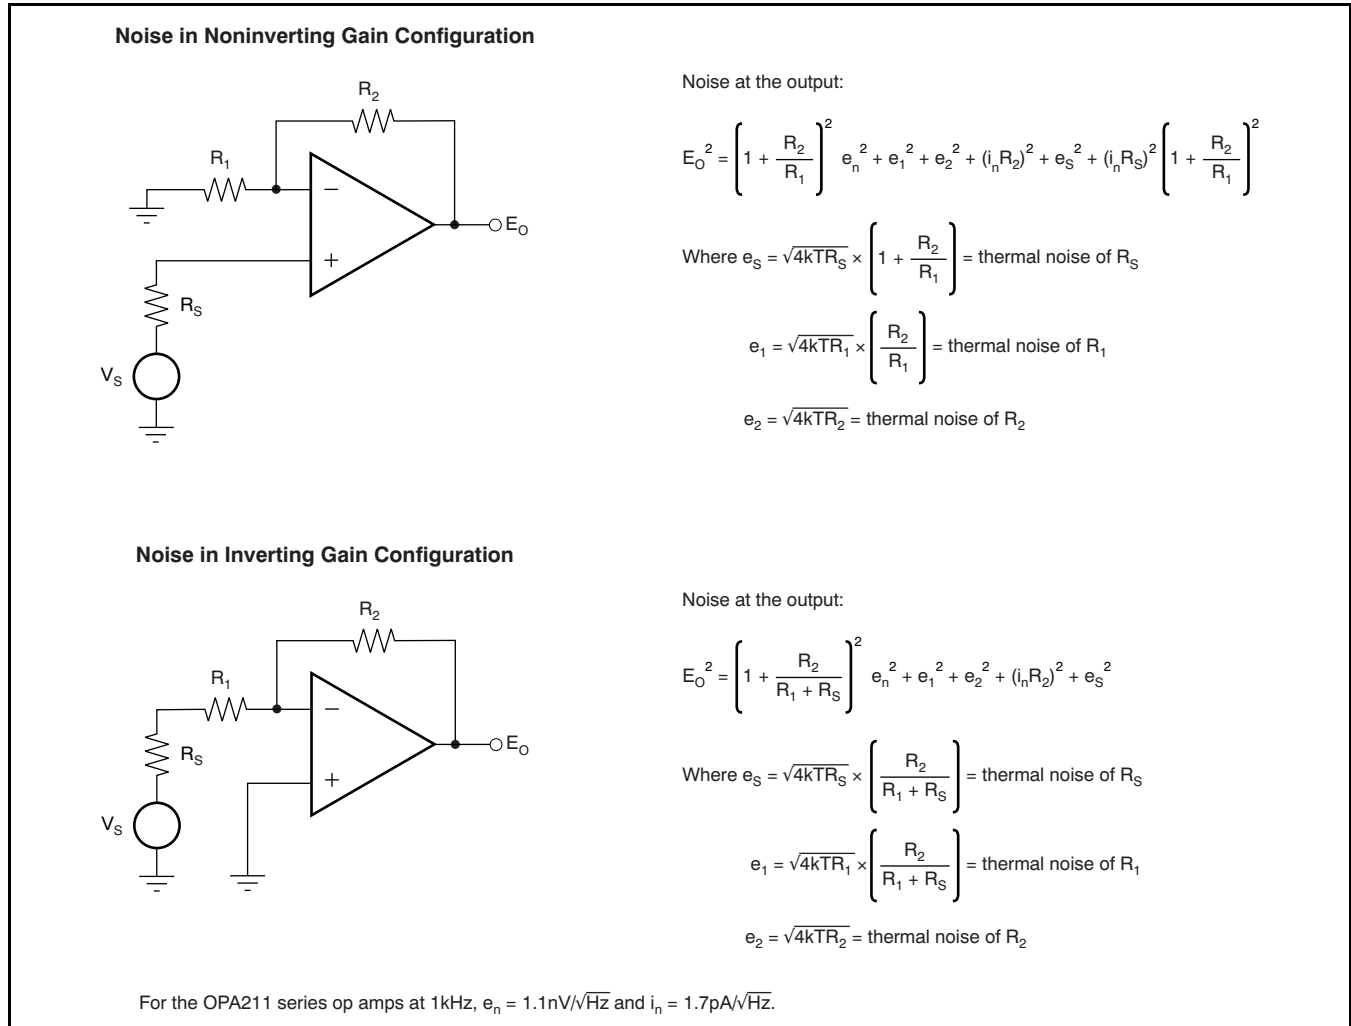 Noise in Noninverting Gain Configuration
R2
R1
−
+
EO
RS
VS
Noise at the output:
EO² = (1 + R2/R1)² en² + e1² + e2² + (inR2)² + eS² + (inRS)² (1 + R2/R1)²
Where eS = √4kTRS × (1 + R2/R1) = thermal noise of RS
e1 = √4kTR1 × (R2/R1) = thermal noise of R1
e2 = √4kTR2 = thermal noise of R2
Noise in Inverting Gain Configuration
R2
R1
−
+
EO
RS
VS
Noise at the output:
EO² = (1 + R2/(R1 + RS))² en² + e1² + e2² + (inR2)² + eS²
Where eS = √4kTRS × (R2/(R1 + RS)) = thermal noise of RS
e1 = √4kTR1 × (R2/(R1 + RS)) = thermal noise of R1
e2 = √4kTR2 = thermal noise of R2
For the OPA211 series op amps at 1kHz, en = 1.1nV/√Hz and in = 1.7pA/√Hz.